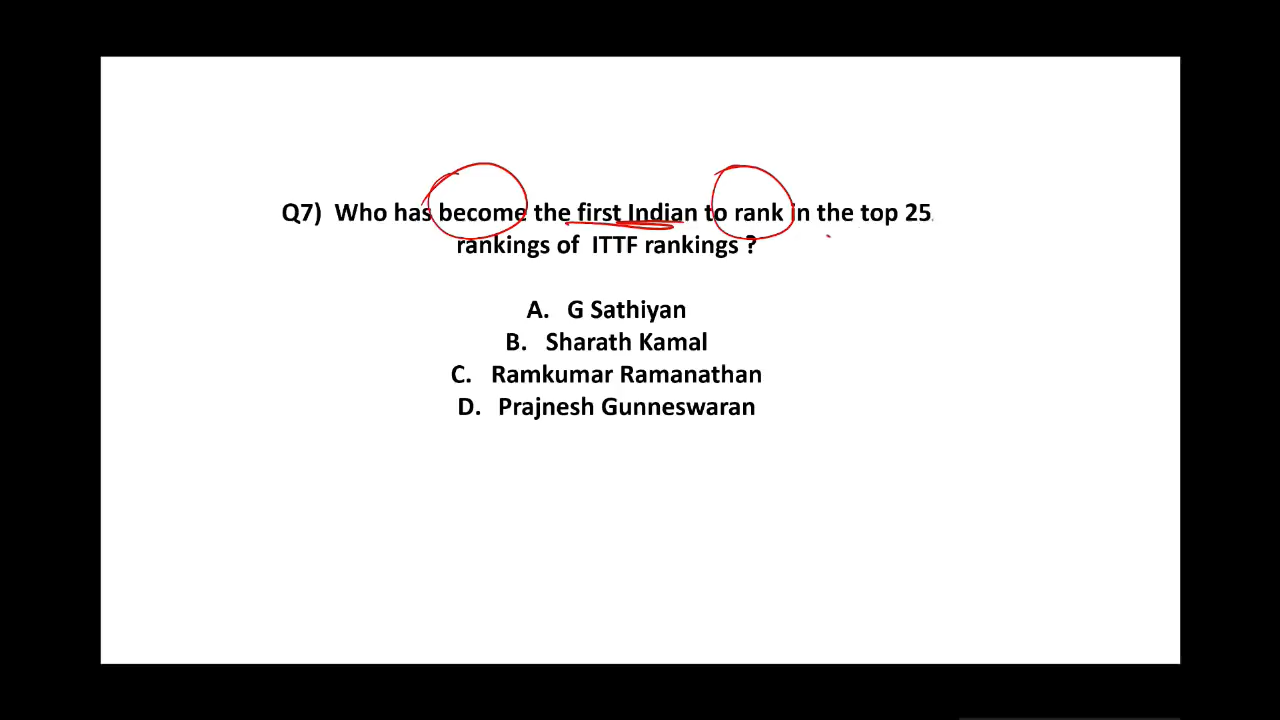 Q7) Who has become the first Indian to rank in the top 25
rankings of ITTF rankings ?
A. G Sathiyan
B. Sharath Kamal
C. Ramkumar Ramanathan
D. Prajnesh Gunneswaran